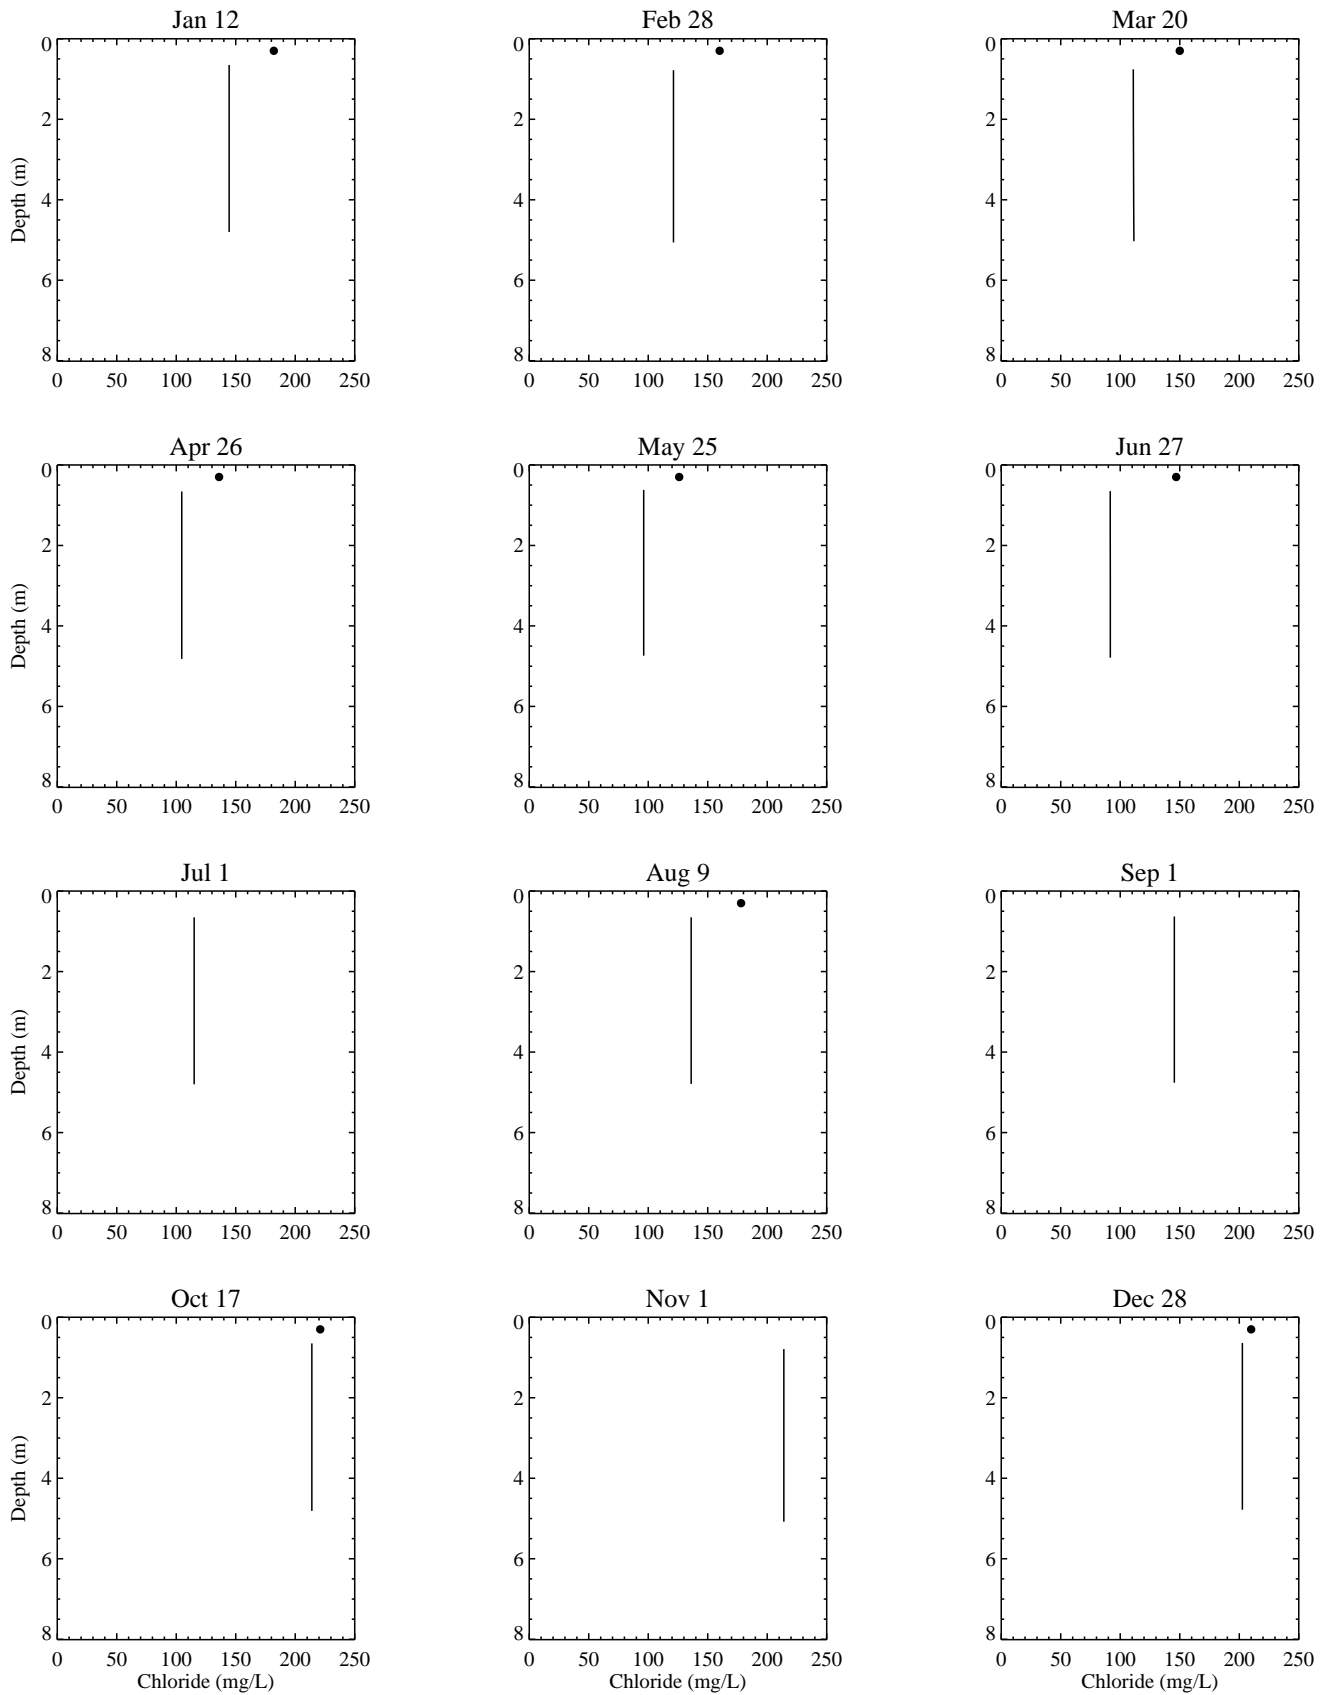 Jan 12 Feb 28 Mar 20
0 0 0
2 2 2
4 4 4
6 6 6
8 8 8
Depth (m)
0 50 100 150 200 250 0 50 100 150 200 250 0 50 100 150 200 250
Apr 26 May 25 Jun 27
0 0 0
2 2 2
4 4 4
6 6 6
8 8 8
Depth (m)
0 50 100 150 200 250 0 50 100 150 200 250 0 50 100 150 200 250
Jul 1 Aug 9 Sep 1
0 0 0
2 2 2
4 4 4
6 6 6
8 8 8
Depth (m)
0 50 100 150 200 250 0 50 100 150 200 250 0 50 100 150 200 250
Oct 17 Nov 1 Dec 28
0 0 0
2 2 2
4 4 4
6 6 6
8 8 8
Depth (m)
0 50 100 150 200 250 0 50 100 150 200 250 0 50 100 150 200 250
Chloride (mg/L) Chloride (mg/L) Chloride (mg/L)